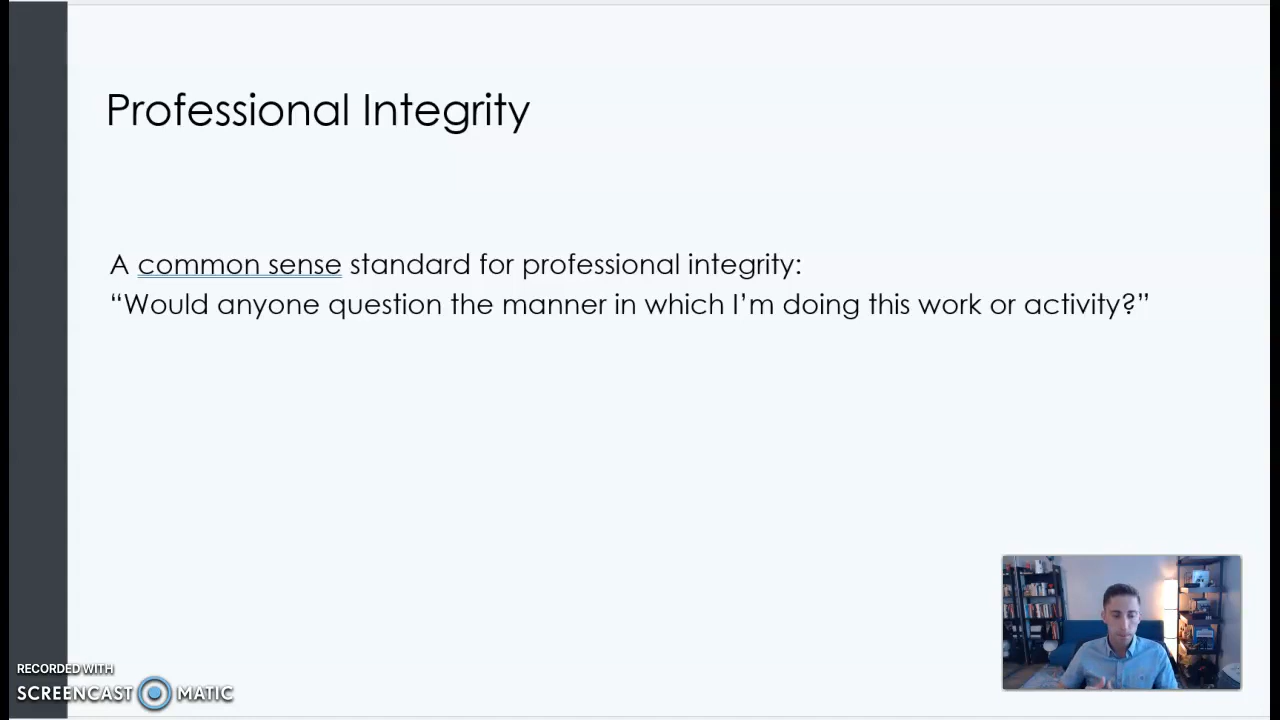 Professional Integrity
A common sense standard for professional integrity:
“Would anyone question the manner in which I’m doing this work or activity?”
RECORDED WITH
SCREENCAST MATIC